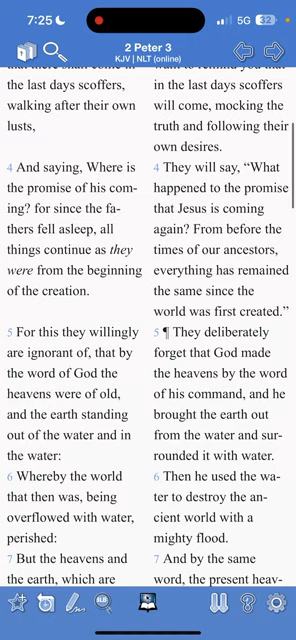 7:25
5G 32
2 Peter 3
KJV | NLT (online)
the last days scoffers,
walking after their own
lusts,
4 And saying, Where is
the promise of his com-
ing? for since the fa-
thers fell asleep, all
things continue as they
were from the beginning
of the creation.
5 For this they willingly
are ignorant of, that by
the word of God the
heavens were of old,
and the earth standing
out of the water and in
the water:
6 Whereby the world
that then was, being
overflowed with water,
perished:
7 But the heavens and
the earth, which are
in the last days scoffers
will come, mocking the
truth and following their
own desires.
4 They will say, “What
happened to the promise
that Jesus is coming
again? From before the
times of our ancestors,
everything has remained
the same since the
world was first created.”
5 ¶ They deliberately
forget that God made
the heavens by the word
of his command, and he
brought the earth out
from the water and sur-
rounded it with water.
6 Then he used the wa-
ter to destroy the an-
cient world with a
mighty flood.
7 And by the same
word, the present heav-